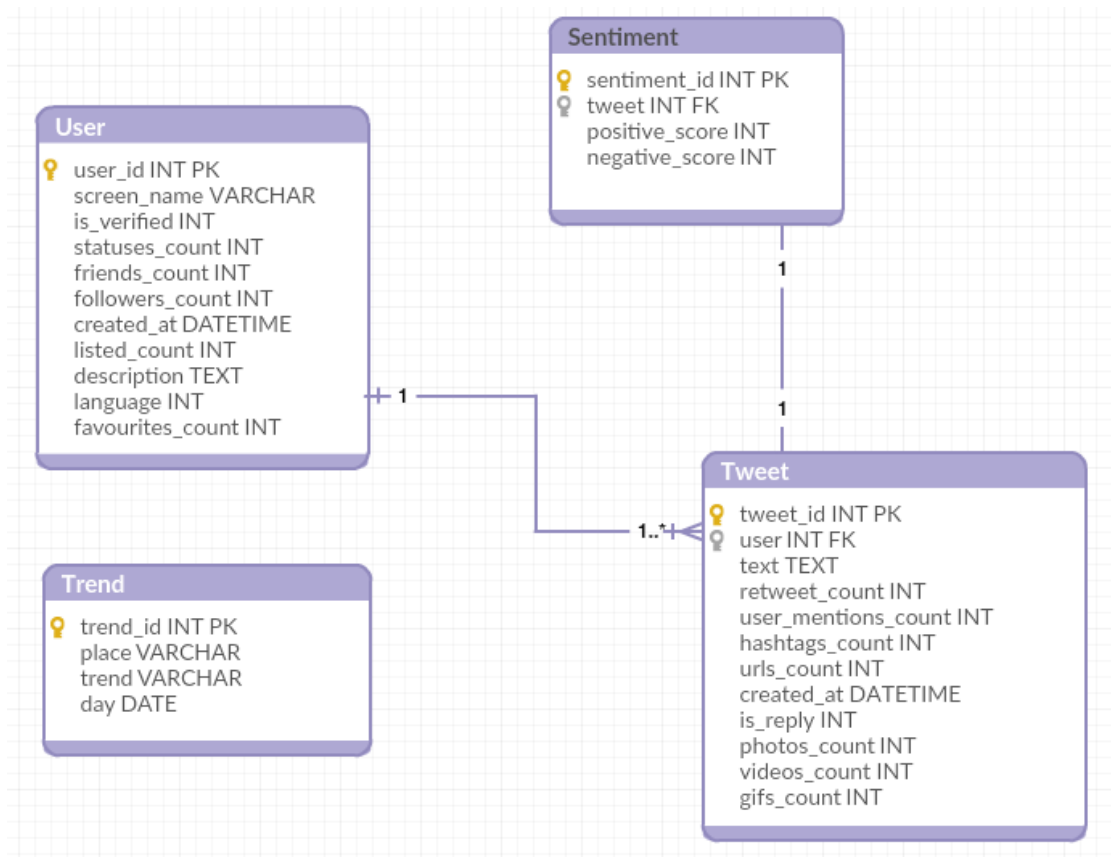 Sentiment
sentiment_id INT PK
tweet INT FK
positive_score INT
negative_score INT
User
user_id INT PK
screen_name VARCHAR
is_verified INT
statuses_count INT
friends_count INT
followers_count INT
created_at DATETIME
listed_count INT
description TEXT
language INT
favourites_count INT
1
1
1
1..*
Tweet
tweet_id INT PK
user INT FK
text TEXT
retweet_count INT
user_mentions_count INT
hashtags_count INT
urls_count INT
created_at DATETIME
is_reply INT
photos_count INT
videos_count INT
gifs_count INT
Trend
trend_id INT PK
place VARCHAR
trend VARCHAR
day DATE